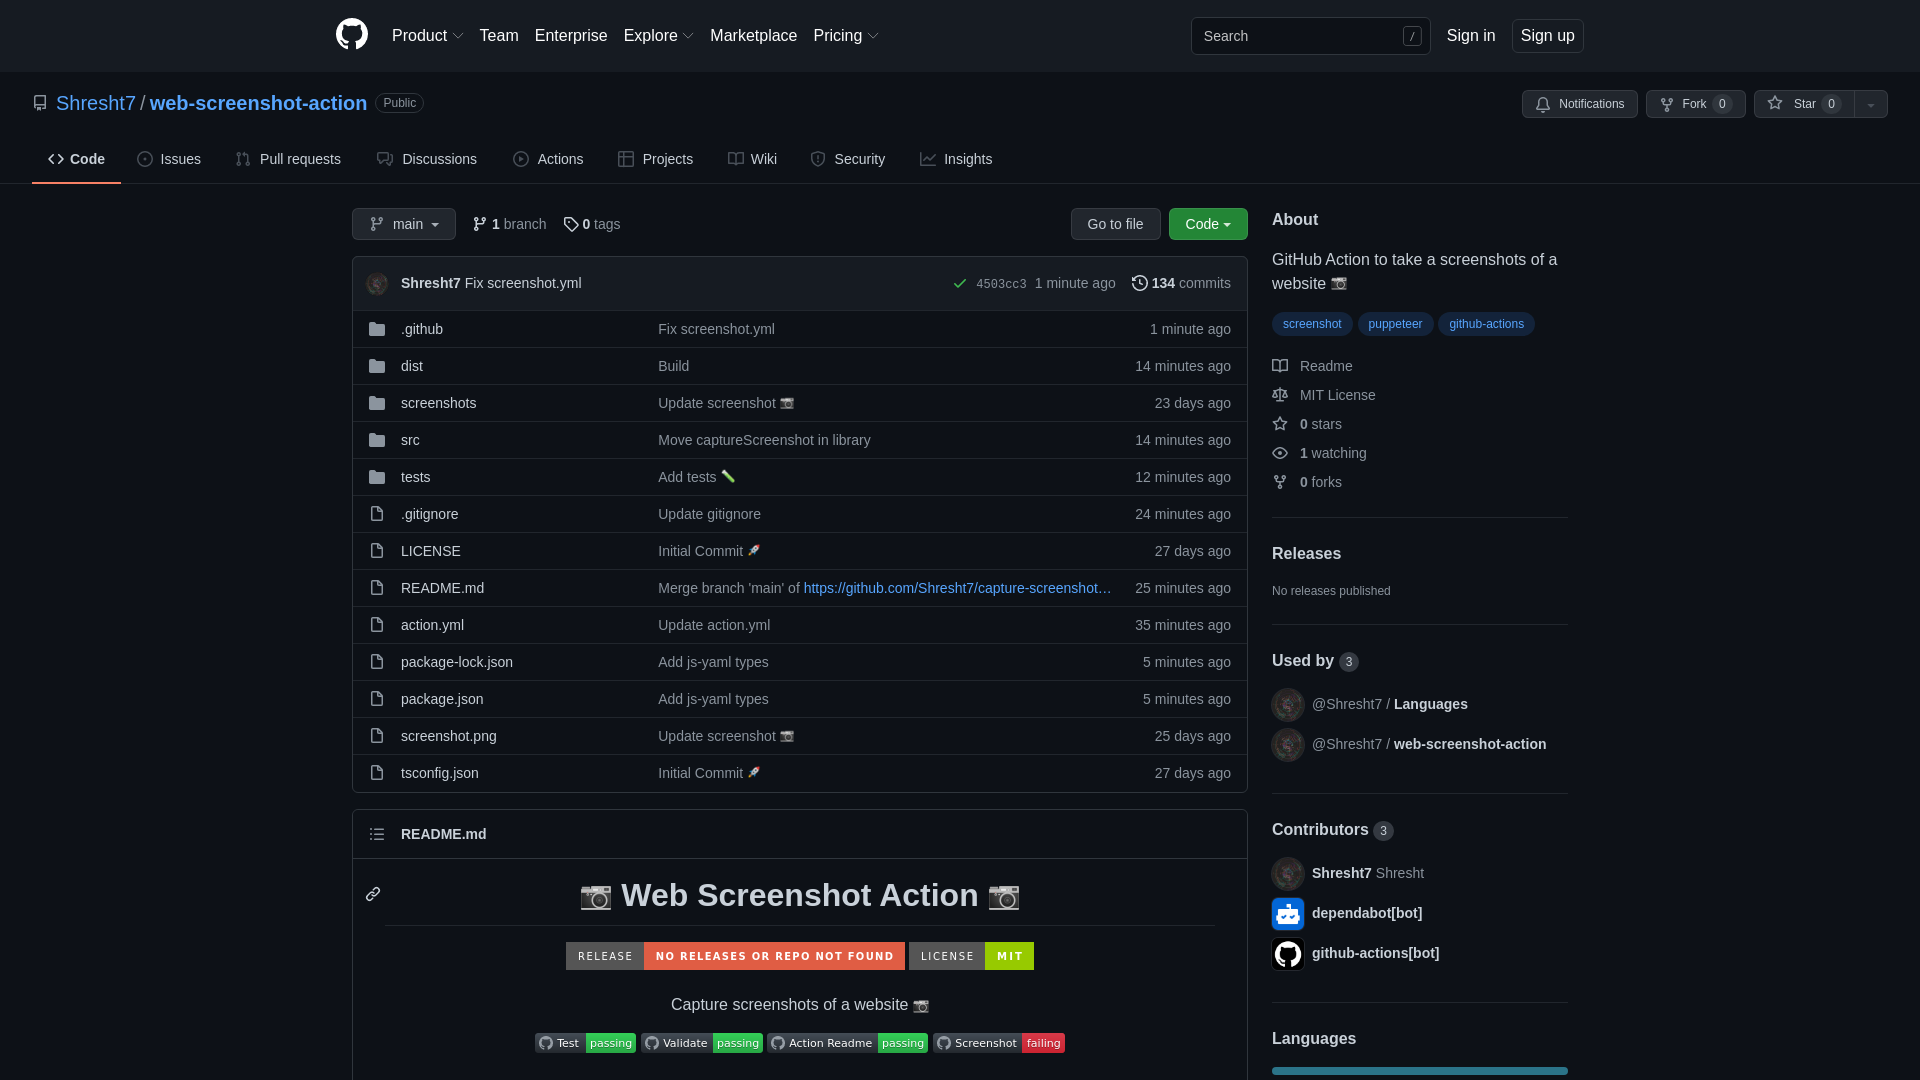 Product Team Enterprise Explore Marketplace Pricing Search / Sign in Sign up
Shresht7 / web-screenshot-action Public Notifications Fork 0 Star 0
Code Issues Pull requests Discussions Actions Projects Wiki Security Insights
main 1 branch 0 tags Go to file Code
Shresht7 Fix screenshot.yml 4503cc3 1 minute ago 134 commits
.github Fix screenshot.yml 1 minute ago
dist Build 14 minutes ago
screenshots Update screenshot 📷 23 days ago
src Move captureScreenshot in library 14 minutes ago
tests Add tests 🧪 12 minutes ago
.gitignore Update gitignore 24 minutes ago
LICENSE Initial Commit 🚀 27 days ago
README.md Merge branch 'main' of https://github.com/Shresht7/capture-screenshot… 25 minutes ago
action.yml Update action.yml 35 minutes ago
package-lock.json Add js-yaml types 5 minutes ago
package.json Add js-yaml types 5 minutes ago
screenshot.png Update screenshot 📷 25 days ago
tsconfig.json Initial Commit 🚀 27 days ago
README.md
📷 Web Screenshot Action 📷
RELEASE NO RELEASES OR REPO NOT FOUND LICENSE MIT
Capture screenshots of a website 📷
Test passing Validate passing Action Readme passing Screenshot failing
About
GitHub Action to take a screenshots of a
website 📷
screenshot puppeteer github-actions
Readme
MIT License
0 stars
1 watching
0 forks
Releases
No releases published
Used by 3
@Shresht7 / Languages
@Shresht7 / web-screenshot-action
Contributors 3
Shresht7 Shresht
dependabot[bot]
github-actions[bot]
Languages